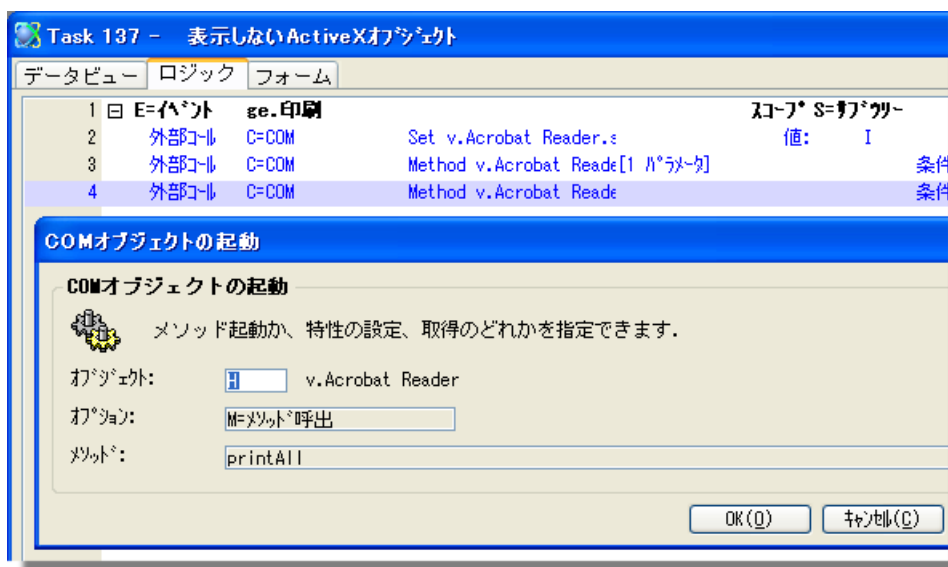 Task 137 - 表示しないActiveXｵﾌﾞｼﾞｪｸﾄ
データビュー ロジック フォーム
1 E=ｲﾍﾞﾝﾄ ge.印刷 ｽｺｰﾌﾟ S=ｻﾌﾞﾂﾘｰ
2 外部ｺｰﾙ C=COM Set v.Acrobat Reader.s 値: I
3 外部ｺｰﾙ C=COM Method v.Acrobat Reade[1 ﾊﾟﾗﾒｰﾀ] 条件
4 外部ｺｰﾙ C=COM Method v.Acrobat Reade 条件
COMオブジェクトの起動
COMオブジェクトの起動
メソッド起動か、特性の設定、取得のどれかを指定できます.
ｵﾌﾞｼﾞｪｸﾄ: H v.Acrobat Reader
ｵﾌﾟｼｮﾝ: M=ﾒｿｯﾄﾞ呼出
ﾒｿｯﾄﾞ: printAll
OK(O) ｷｬﾝｾﾙ(C)